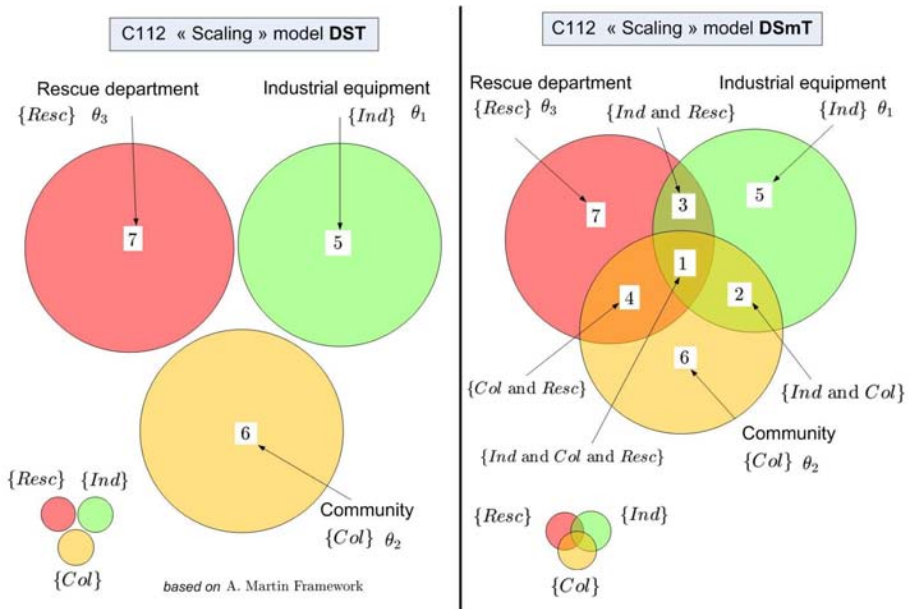 C112 « Scaling » model DST
Rescue department
{Resc} θ3
Industrial equipment
{Ind} θ1
7
5
6
Community
{Col} θ2
{Resc} {Ind}
{Col}
based on A. Martin Framework
C112 « Scaling » model DSmT
Rescue department
{Resc} θ3
{Ind and Resc}
Industrial equipment
{Ind} θ1
7
3
5
1
4
2
6
{Col and Resc}
{Ind and Col}
{Ind and Col and Resc}
Community
{Col} θ2
{Resc}
{Ind}
{Col}